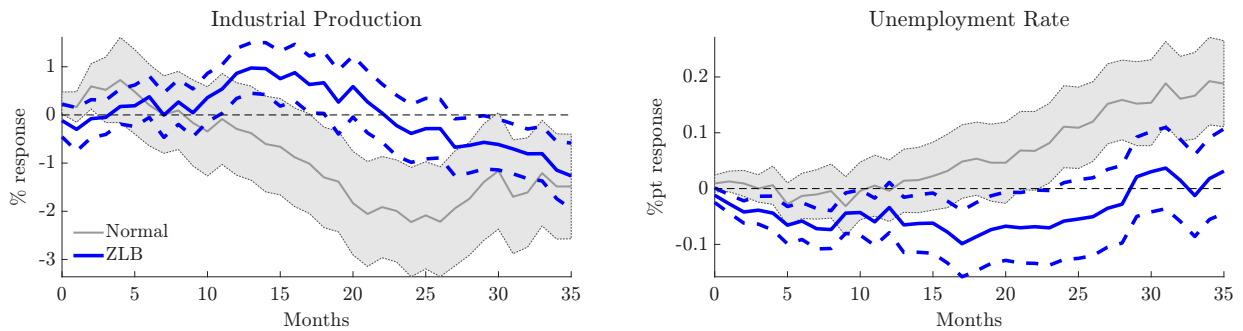 Industrial Production
% response
1
0
-1
-2
-3
Normal
ZLB
0 5 10 15 20 25 30 35
Months
Unemployment Rate
%pt response
0.2
0.1
0
-0.1
0 5 10 15 20 25 30 35
Months